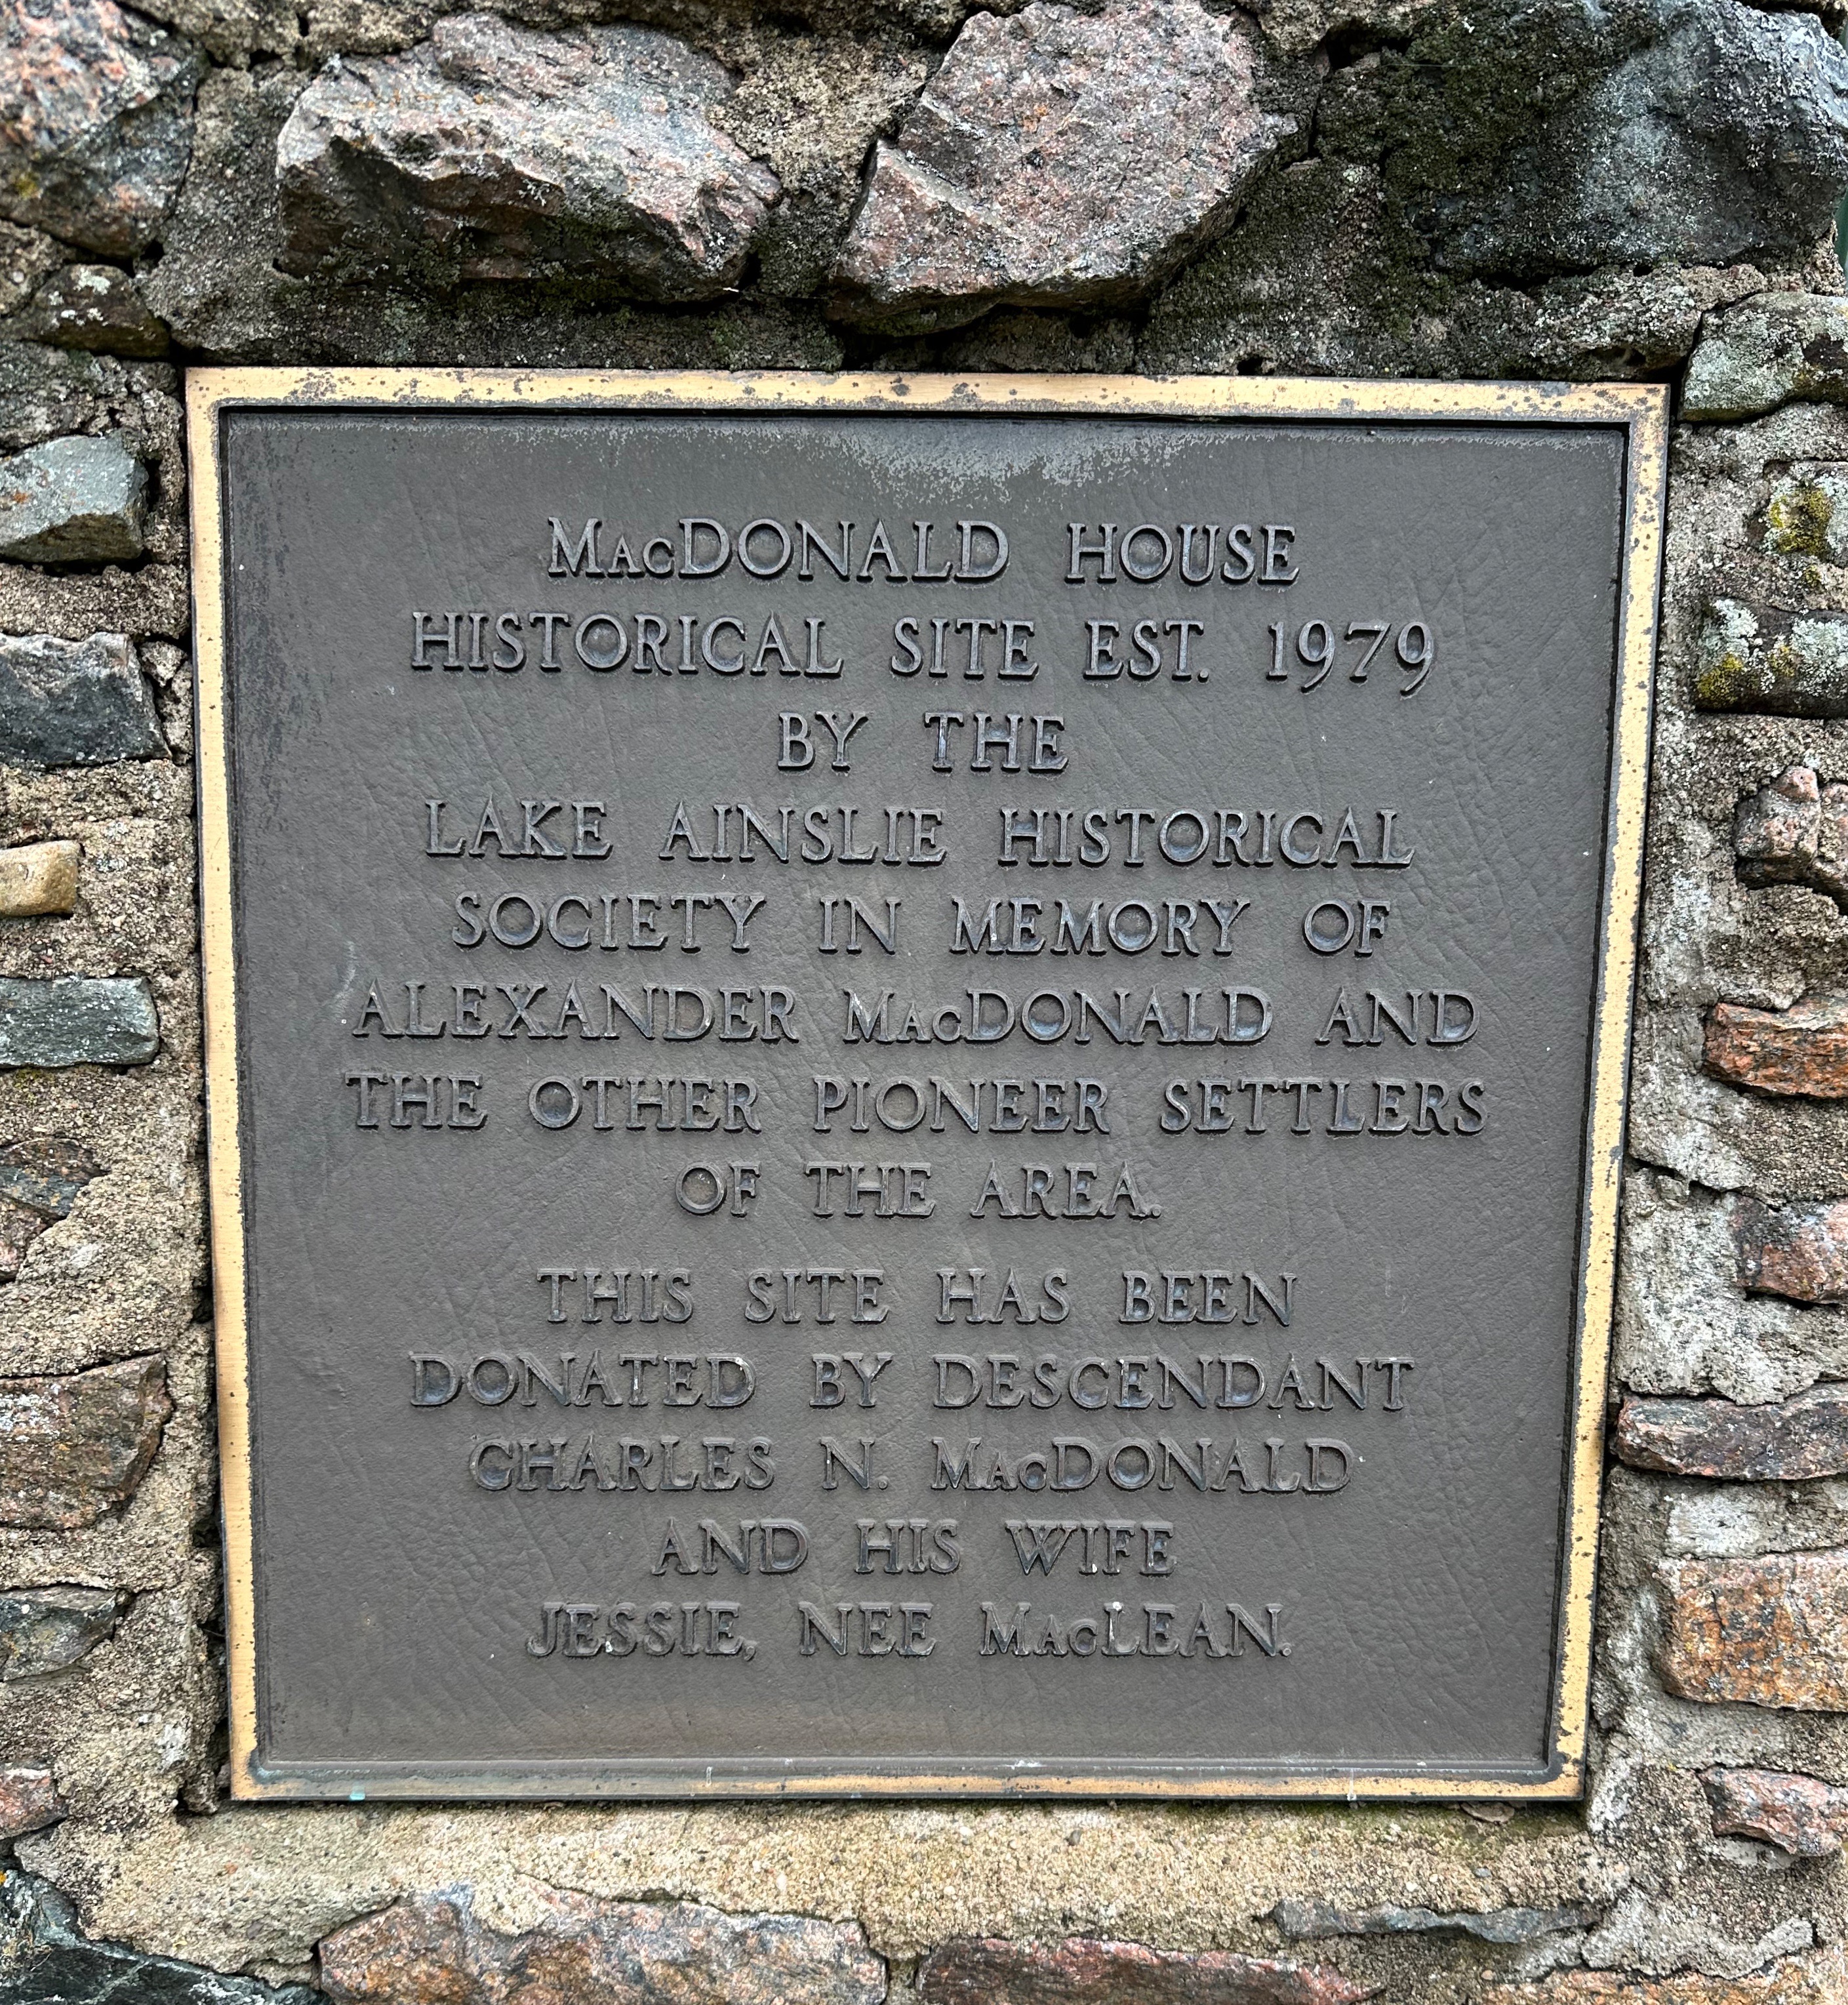 MacDONALD HOUSE
HISTORICAL SITE EST. 1979
BY THE
LAKE AINSLIE HISTORICAL
SOCIETY IN MEMORY OF
ALEXANDER MacDONALD AND
THE OTHER PIONEER SETTLERS
OF THE AREA.
THIS SITE HAS BEEN
DONATED BY DESCENDANT
CHARLES N. MacDONALD
AND HIS WIFE
JESSIE, NEE MacLEAN.